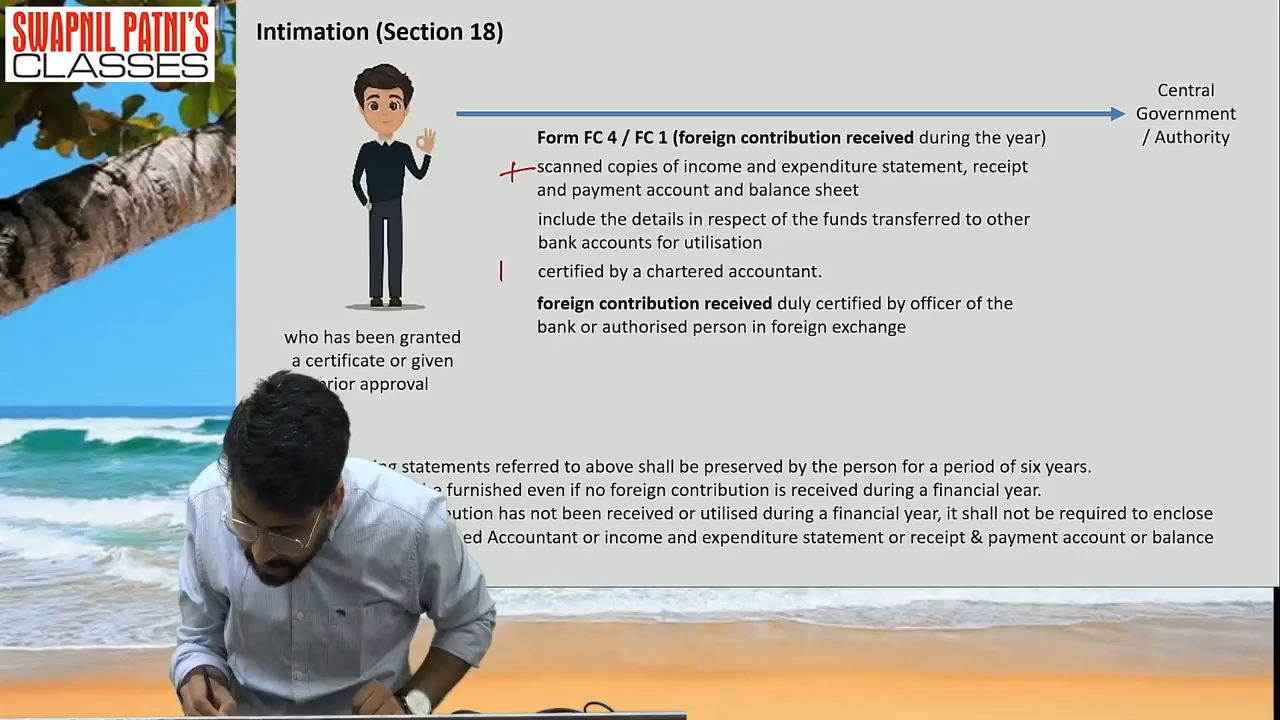 SWAPNIL PATNI'S
CLASSES
Intimation (Section 18)
Central
Government
/ Authority
Form FC 4 / FC 1 (foreign contribution received during the year)
scanned copies of income and expenditure statement, receipt
and payment account and balance sheet
include the details in respect of the funds transferred to other
bank accounts for utilisation
certified by a chartered accountant.
foreign contribution received duly certified by officer of the
bank or authorised person in foreign exchange
who has been granted
a certificate or given
approval
statements referred to above shall be preserved by the person for a period of six years.
furnished even if no foreign contribution is received during a financial year.
has not been received or utilised during a financial year, it shall not be required to enclose
Accountant or income and expenditure statement or receipt & payment account or balance